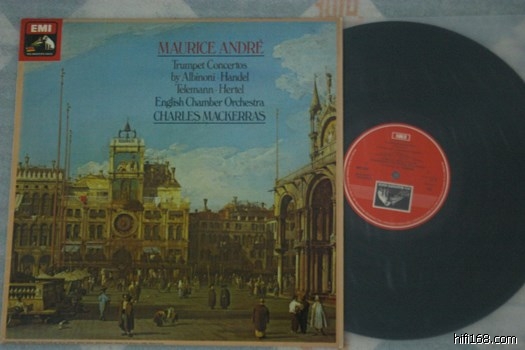 EMI
MAURICE ANDRÉ
Trumpet Concertos
by Albinoni · Handel
Telemann · Hertel
English Chamber Orchestra
CHARLES MACKERRAS
EMI
hifi168.com